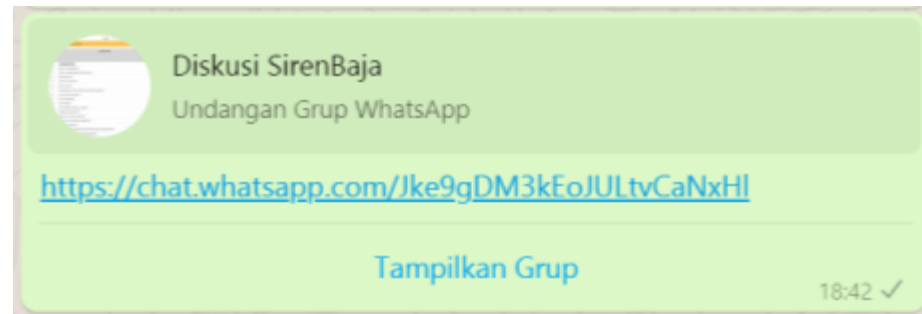 Diskusi SirenBaja
Undangan Grup WhatsApp
https://chat.whatsapp.com/Jke9gDM3kEoJULtvCaNxHl
Tampilkan Grup
18:42